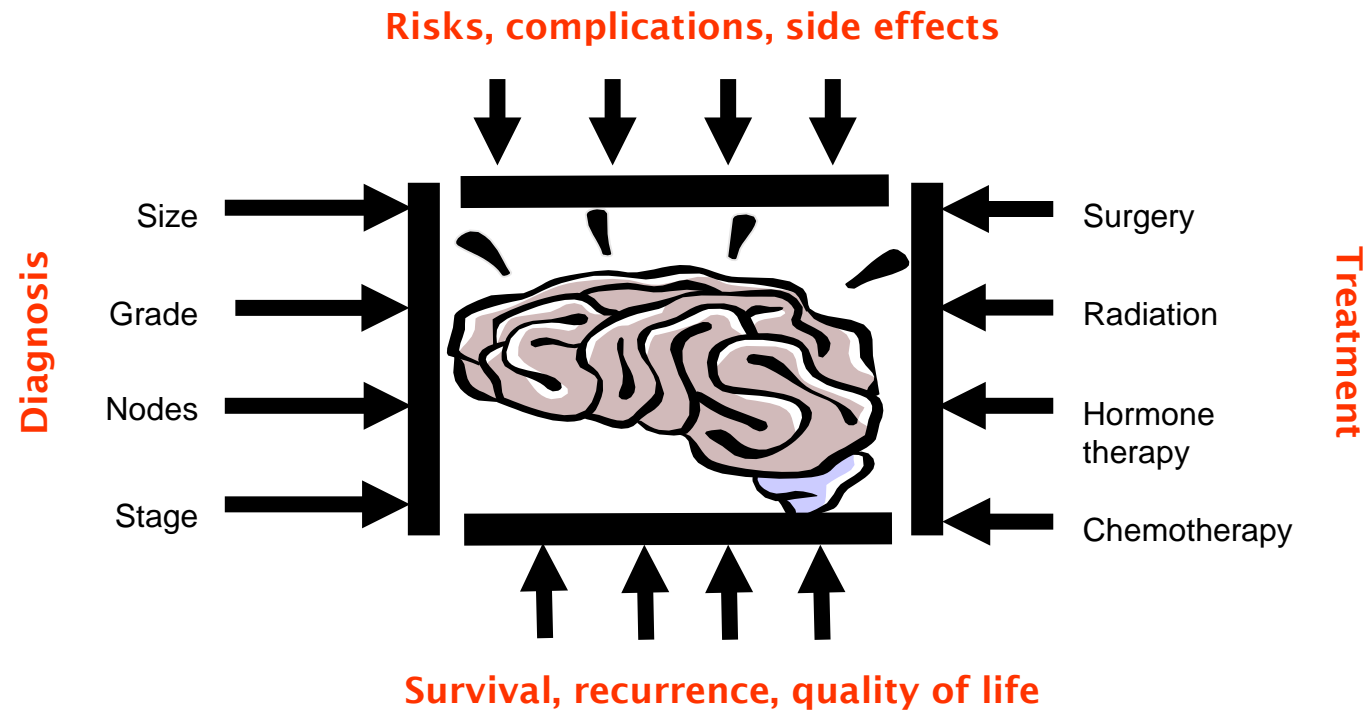 Risks, complications, side effects
Diagnosis
Size
Grade
Nodes
Stage
Surgery
Radiation
Hormone
therapy
Chemotherapy
Treatment
Survival, recurrence, quality of life